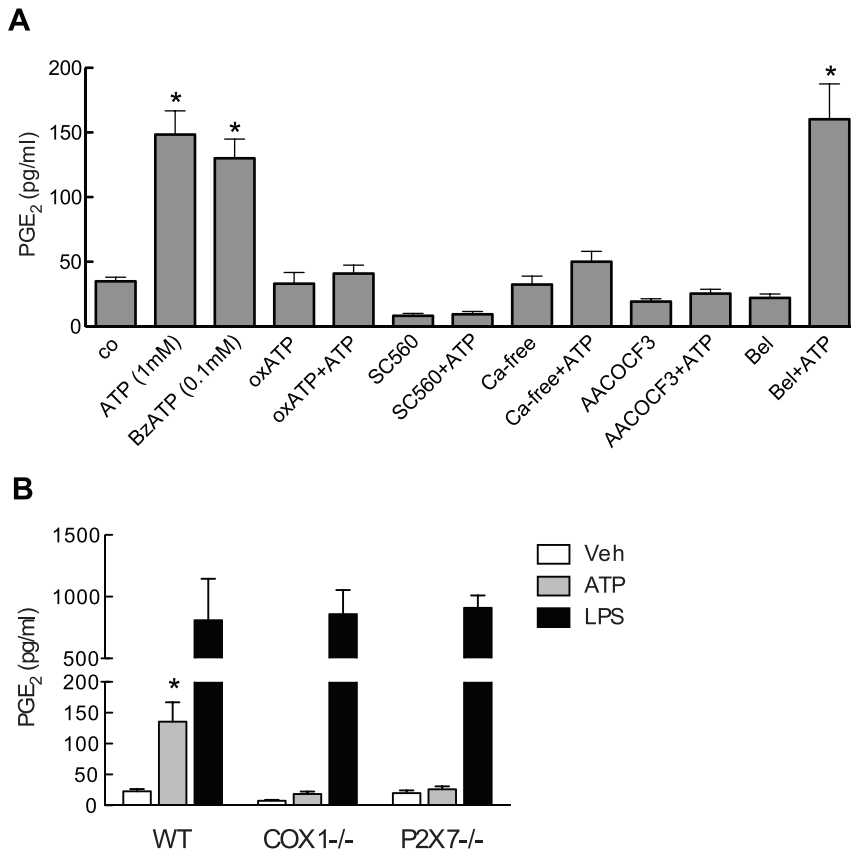 A
200
150
100
50
0
PGE2 (pg/ml)
* * *
co ATP (1mM) BzATP (0.1mM) oxATP oxATP+ATP SC560 SC560+ATP Ca-free Ca-free+ATP AACOCF3 AACOCF3+ATP Bel Bel+ATP
B
1500
1000
500
200
150
100
50
0
PGE2 (pg/ml)
*
Veh
ATP
LPS
WT COX1-/- P2X7-/-